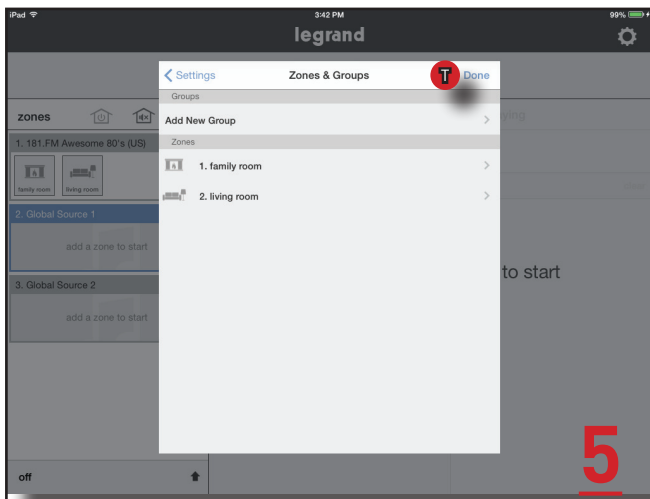 iPad 3:42 PM 99%
legrand
Settings Zones & Groups T Done
Groups
zones
Add New Group
ying
1. 181.FM Awesome 80's (US)
Zones
1. family room
family room living room
2. living room
2. Global Source 1
add a zone to start
to start
3. Global Source 2
add a zone to start
5
off